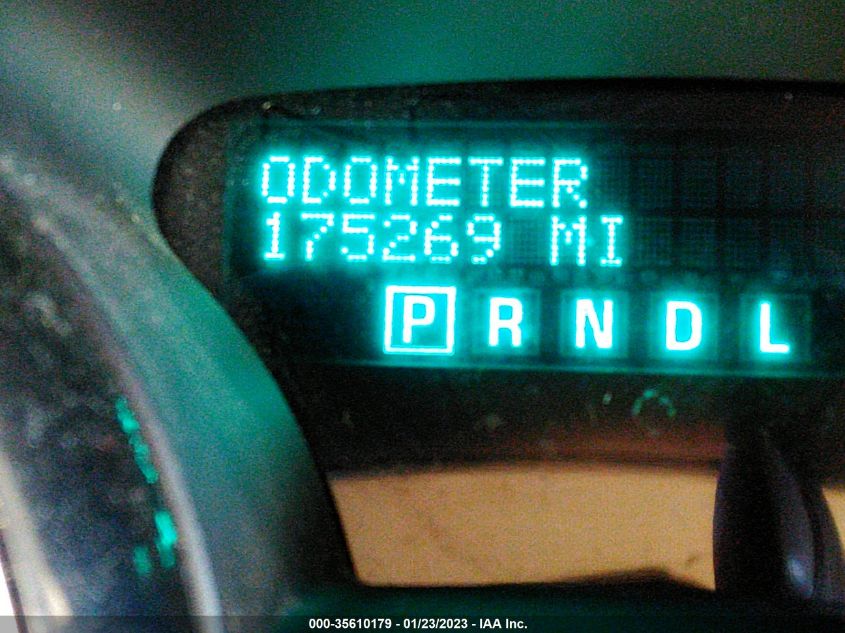 ODOMETER
175269 MI
P R N D L
000-35610179 - 01/23/2023 - IAA Inc.